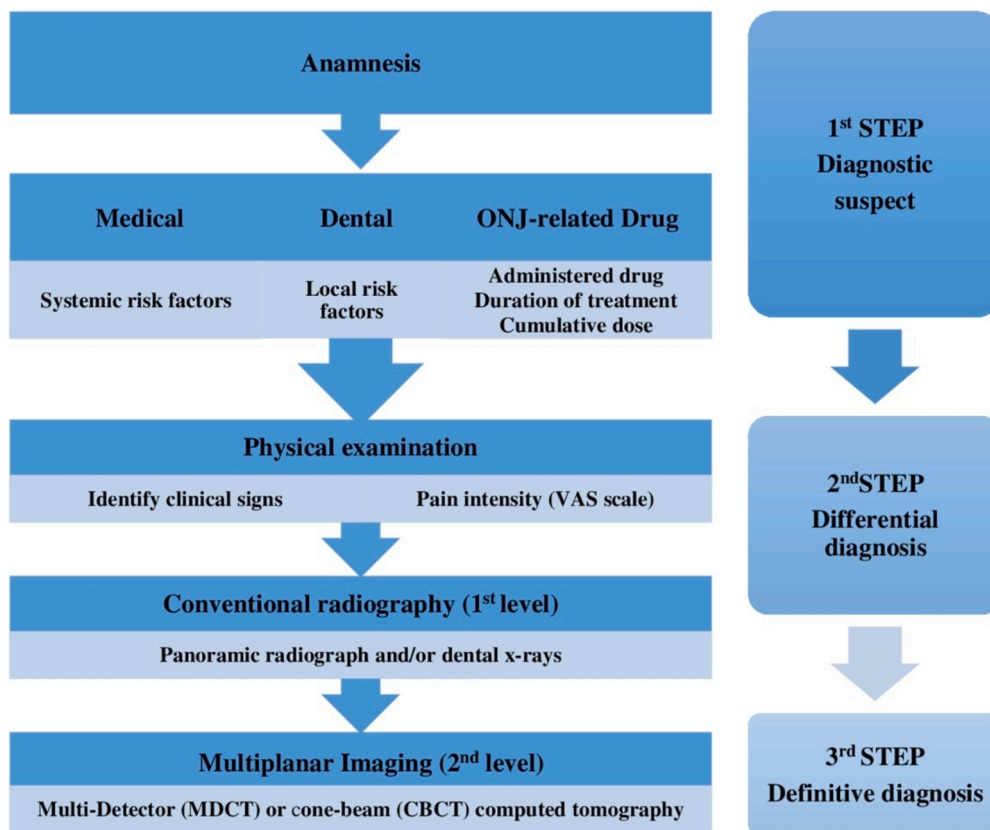 Anamnesis
Medical
Dental
ONJ-related Drug
Systemic risk factors
Local risk
factors
Administered drug
Duration of treatment
Cumulative dose
Physical examination
Identify clinical signs
Pain intensity (VAS scale)
Conventional radiography (1st level)
Panoramic radiograph and/or dental x-rays
Multiplanar Imaging (2nd level)
Multi-Detector (MDCT) or cone-beam (CBCT) computed tomography
1st STEP
Diagnostic
suspect
2ndSTEP
Differential
diagnosis
3rd STEP
Definitive diagnosis